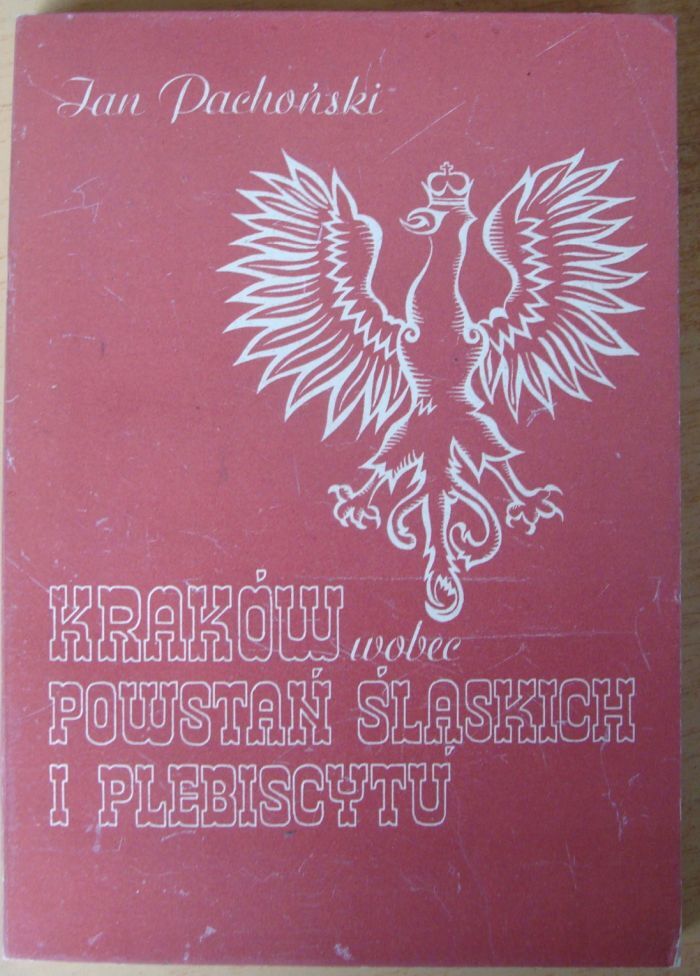 Jan Pachoński
KRAKÓW wobec
POWSTAŃ ŚLĄSKICH
I PLEBISCYTU